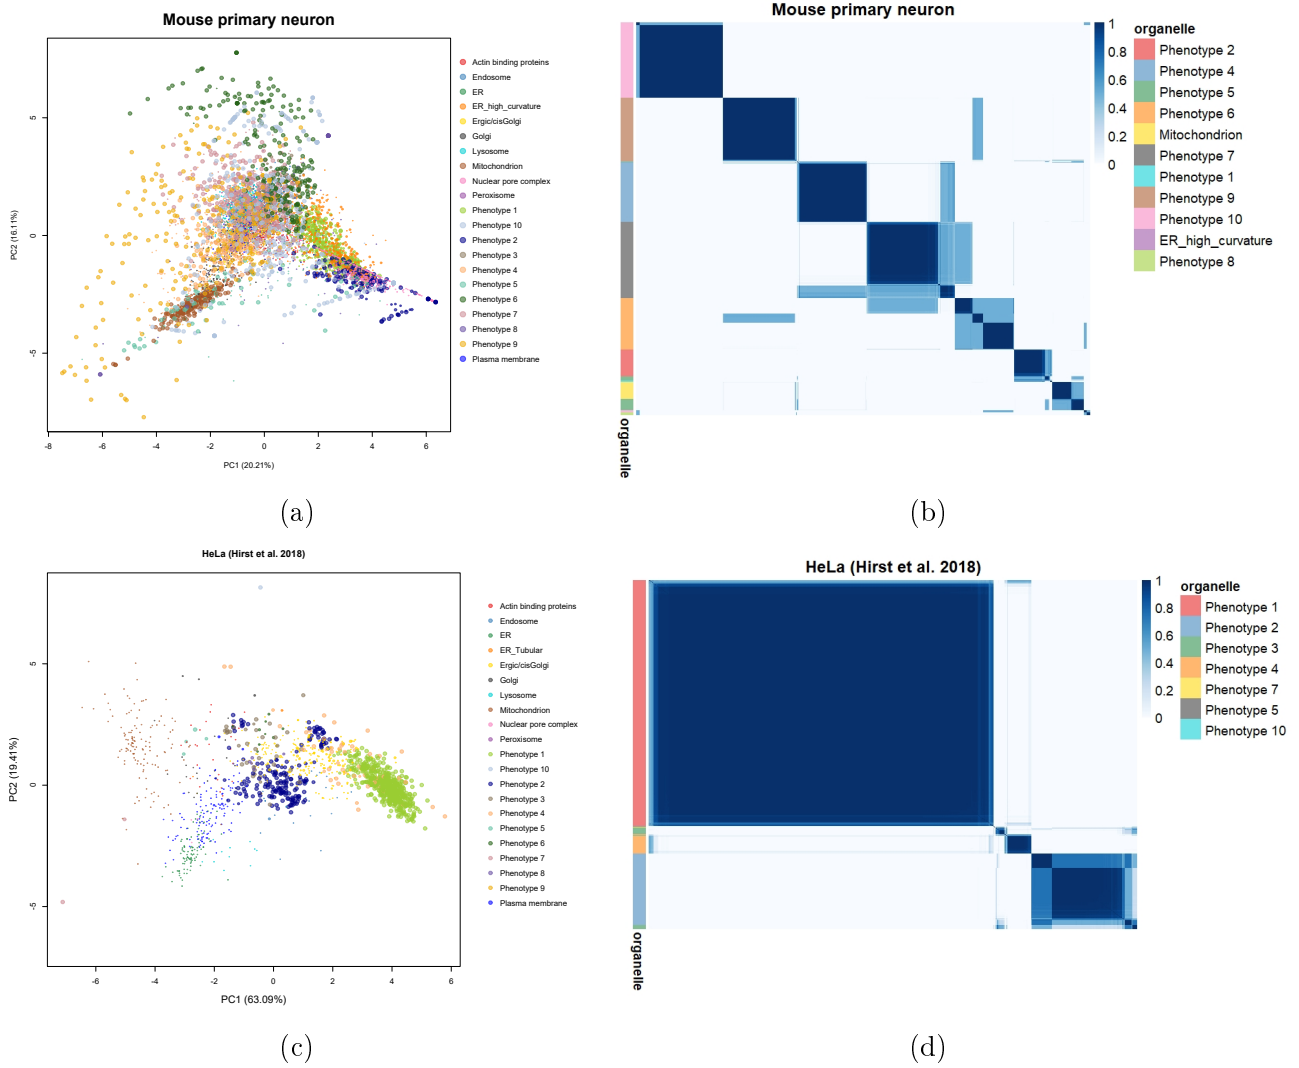 Mouse primary neuron
5
0
-5
PC2 (16.11%)
-8 -6 -4 -2 0 2 4 6
PC1 (20.21%)
Actin binding proteins
Endosome
ER
ER_high_curvature
Ergic/cisGolgi
Golgi
Lysosome
Mitochondrion
Nuclear pore complex
Peroxisome
Phenotype 1
Phenotype 10
Phenotype 2
Phenotype 3
Phenotype 4
Phenotype 5
Phenotype 6
Phenotype 7
Phenotype 8
Phenotype 9
Plasma membrane
(a)
Mouse primary neuron
organelle
1
0.8
0.6
0.4
0.2
0
organelle
Phenotype 2
Phenotype 4
Phenotype 5
Phenotype 6
Mitochondrion
Phenotype 7
Phenotype 1
Phenotype 9
Phenotype 10
ER_high_curvature
Phenotype 8
(b)
HeLa (Hirst et al. 2018)
5
0
-5
PC2 (19.41%)
-6 -4 -2 0 2 4 6
PC1 (63.09%)
Actin binding proteins
Endosome
ER
ER_Tubular
Ergic/cisGolgi
Golgi
Lysosome
Mitochondrion
Nuclear pore complex
Peroxisome
Phenotype 1
Phenotype 10
Phenotype 2
Phenotype 3
Phenotype 4
Phenotype 5
Phenotype 6
Phenotype 7
Phenotype 8
Phenotype 9
Plasma membrane
(c)
HeLa (Hirst et al. 2018)
organelle
1
0.8
0.6
0.4
0.2
0
organelle
Phenotype 1
Phenotype 2
Phenotype 3
Phenotype 4
Phenotype 7
Phenotype 5
Phenotype 10
(d)